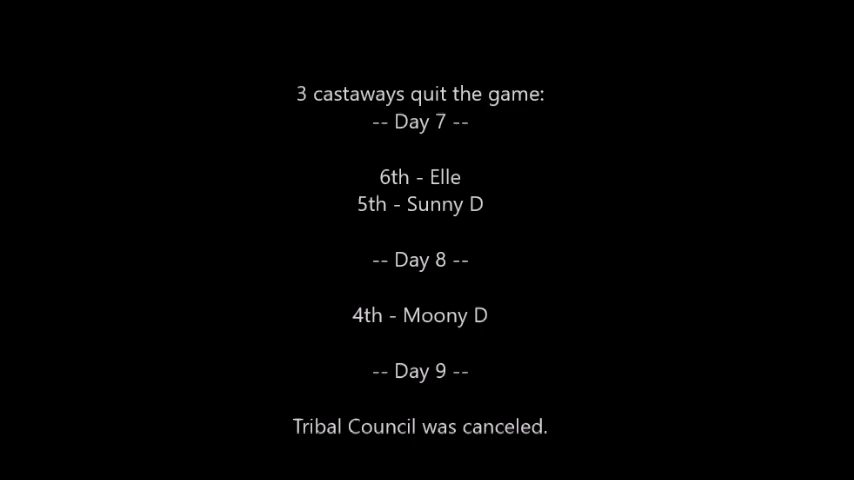 3 castaways quit the game:
-- Day 7 --
6th - Elle
5th - Sunny D
-- Day 8 --
4th - Moony D
-- Day 9 --
Tribal Council was canceled.